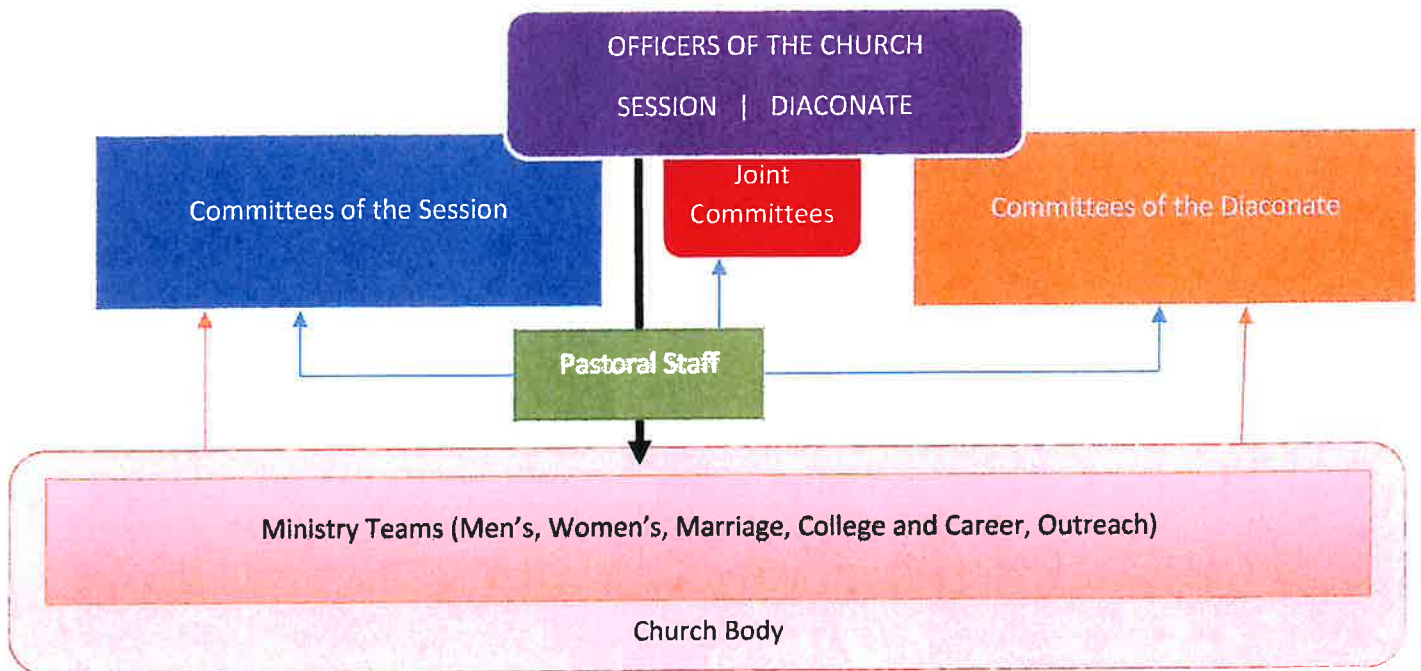 OFFICERS OF THE CHURCH
SESSION | DIACONATE
Committees of the Session
Joint
Committees
Committees of the Diaconate
Pastoral Staff
Ministry Teams (Men's, Women's, Marriage, College and Career, Outreach)
Church Body